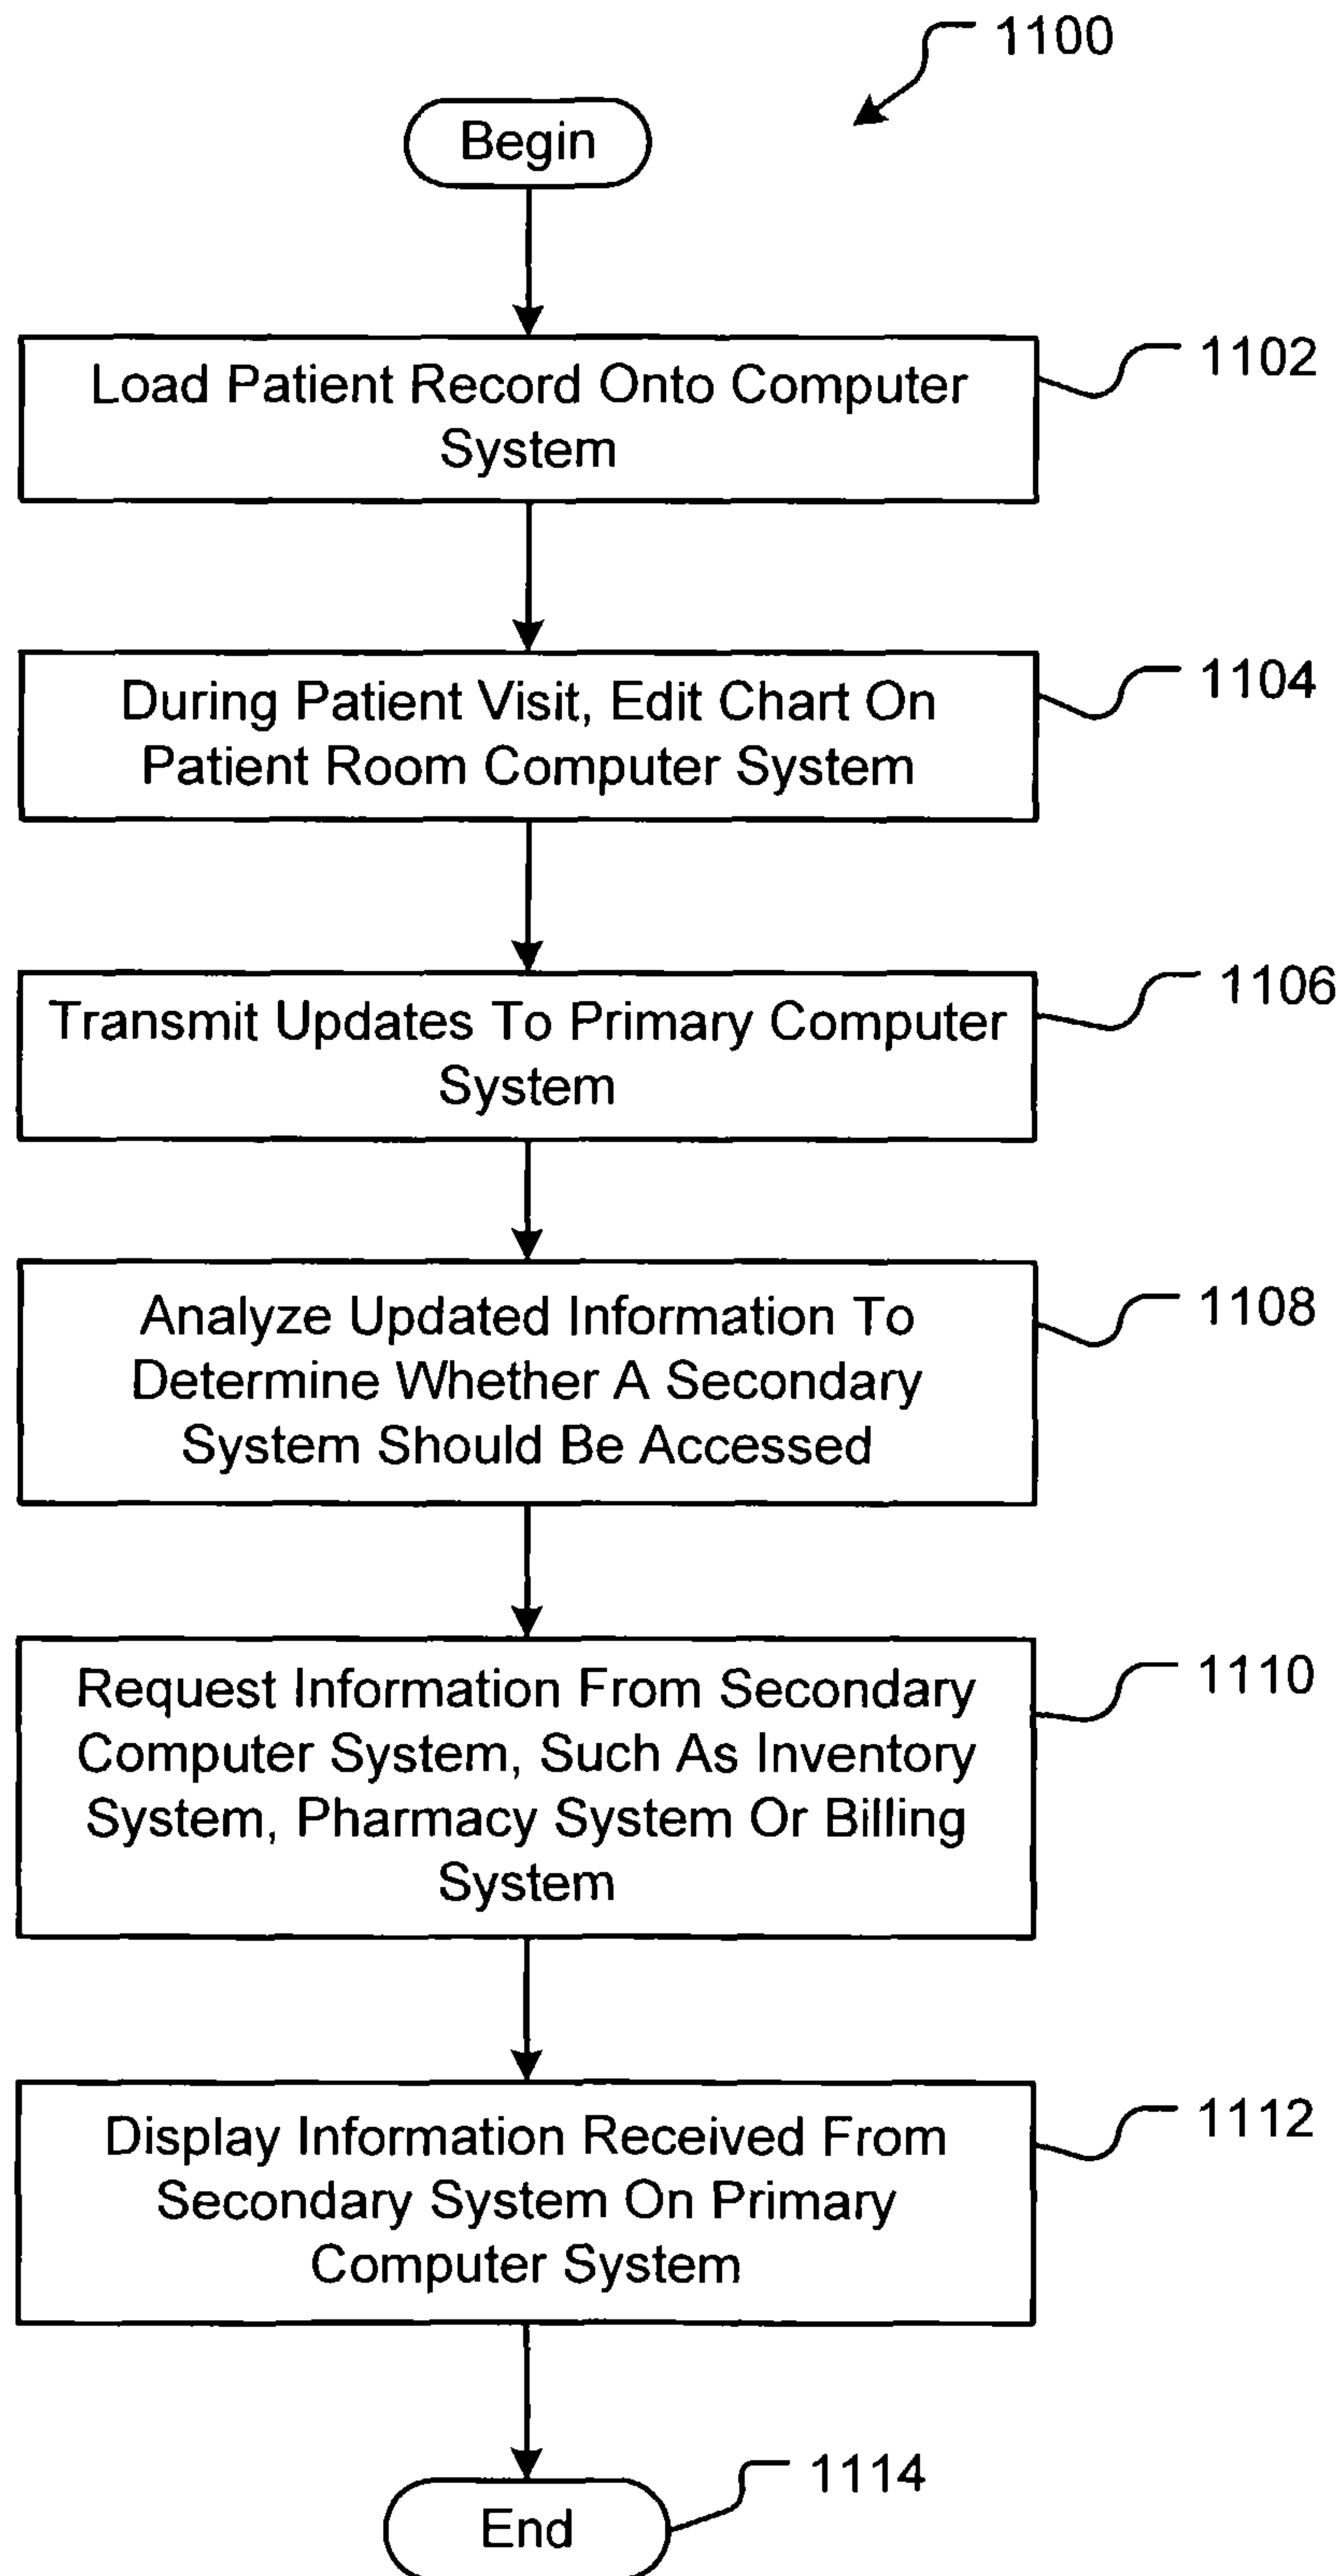 1100
Begin
Load Patient Record Onto Computer
System
1102
During Patient Visit, Edit Chart On
Patient Room Computer System
1104
Transmit Updates To Primary Computer
System
1106
Analyze Updated Information To
Determine Whether A Secondary
System Should Be Accessed
1108
Request Information From Secondary
Computer System, Such As Inventory
System, Pharmacy System Or Billing
System
1110
Display Information Received From
Secondary System On Primary
Computer System
1112
End
1114